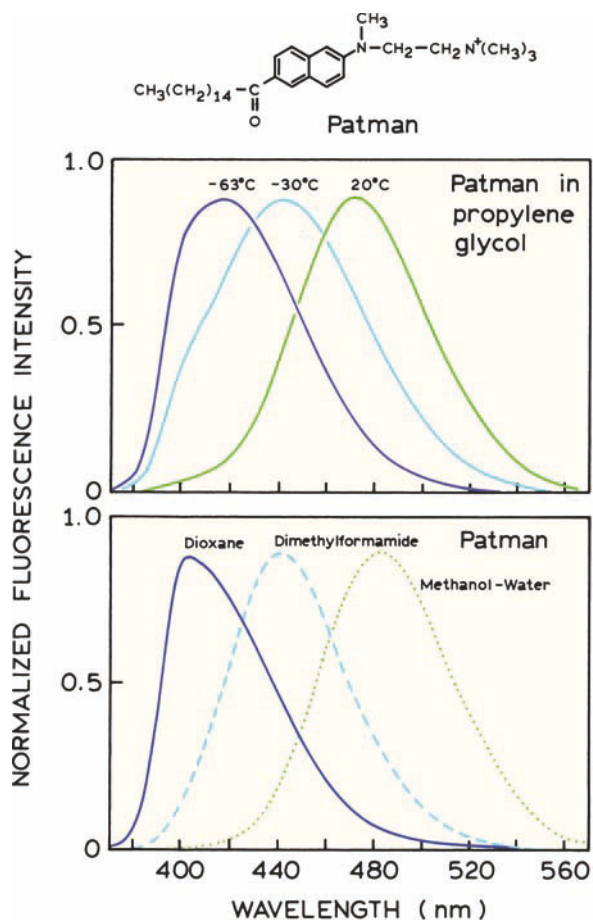 CH₃
N–CH₂–CH₂–N⁺(CH₃)₃
CH₃(CH₂)₁₄–C
O
Patman
1.0
-63°C -30°C 20°C
Patman in
propylene
glycol
0.5
0
NORMALIZED FLUORESCENCE INTENSITY
1.0
Dioxane Dimethylformamide Patman
Methanol-Water
0.5
0
400 440 480 520 560
WAVELENGTH (nm)